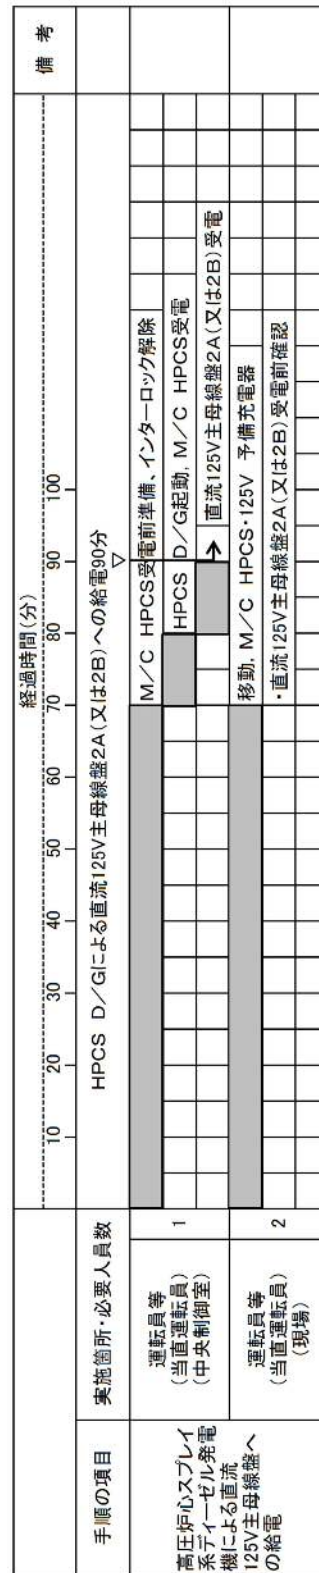 経過時間(分)
備 考
10 20 30 40 50 60 70 80 90 100
手順の項目
実施箇所・必要人員数
HPCS D/Gによる直流125V主母線盤2A(又は2B)への給電90分
▽
高圧炉心スプレイ
系ディーゼル発電
機による直流
125V主母線盤へ
の給電
運転員等
(当直運転員)
(中央制御室)
1
M/C HPCS受電前準備、インターロック解除
HPCS D/G起動, M/C HPCS受電
直流125V主母線盤2A(又は2B)受電
運転員等
(当直運転員)
(現場)
2
移動, M/C HPCS・125V 予備充電器
・直流125V主母線盤2A(又は2B)受電前確認